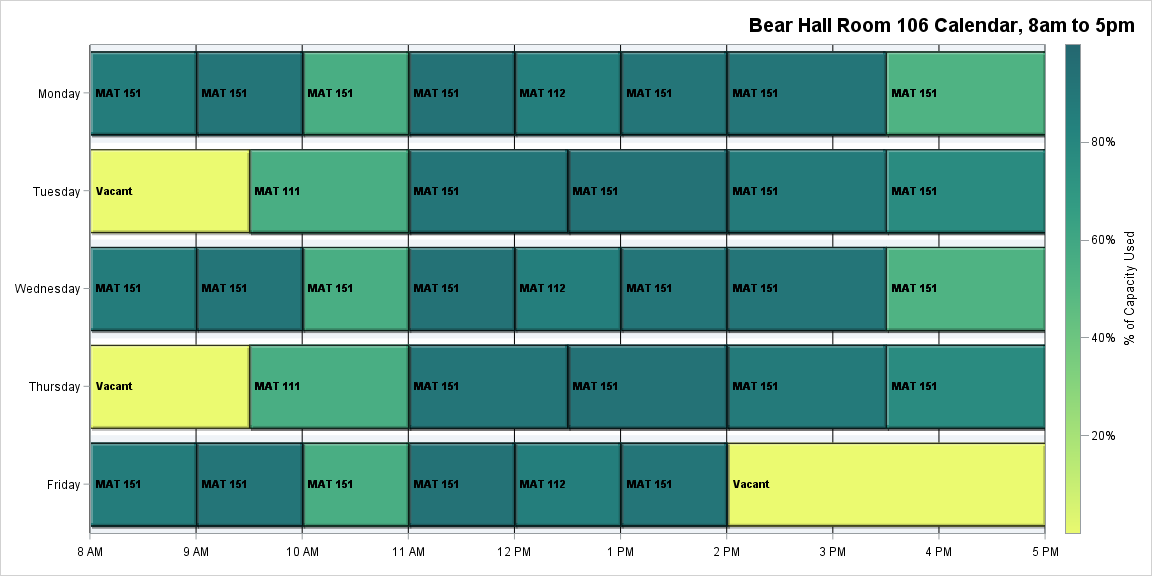 Bear Hall Room 106 Calendar, 8am to 5pm
Monday
MAT 151
MAT 151
MAT 151
MAT 151
MAT 112
MAT 151
MAT 151
MAT 151
Tuesday
Vacant
MAT 111
MAT 151
MAT 151
MAT 151
MAT 151
Wednesday
MAT 151
MAT 151
MAT 151
MAT 151
MAT 112
MAT 151
MAT 151
MAT 151
Thursday
Vacant
MAT 111
MAT 151
MAT 151
MAT 151
MAT 151
Friday
MAT 151
MAT 151
MAT 151
MAT 151
MAT 112
MAT 151
Vacant
8 AM
9 AM
10 AM
11 AM
12 PM
1 PM
2 PM
3 PM
4 PM
5 PM
80%
60%
40%
20%
% of Capacity Used